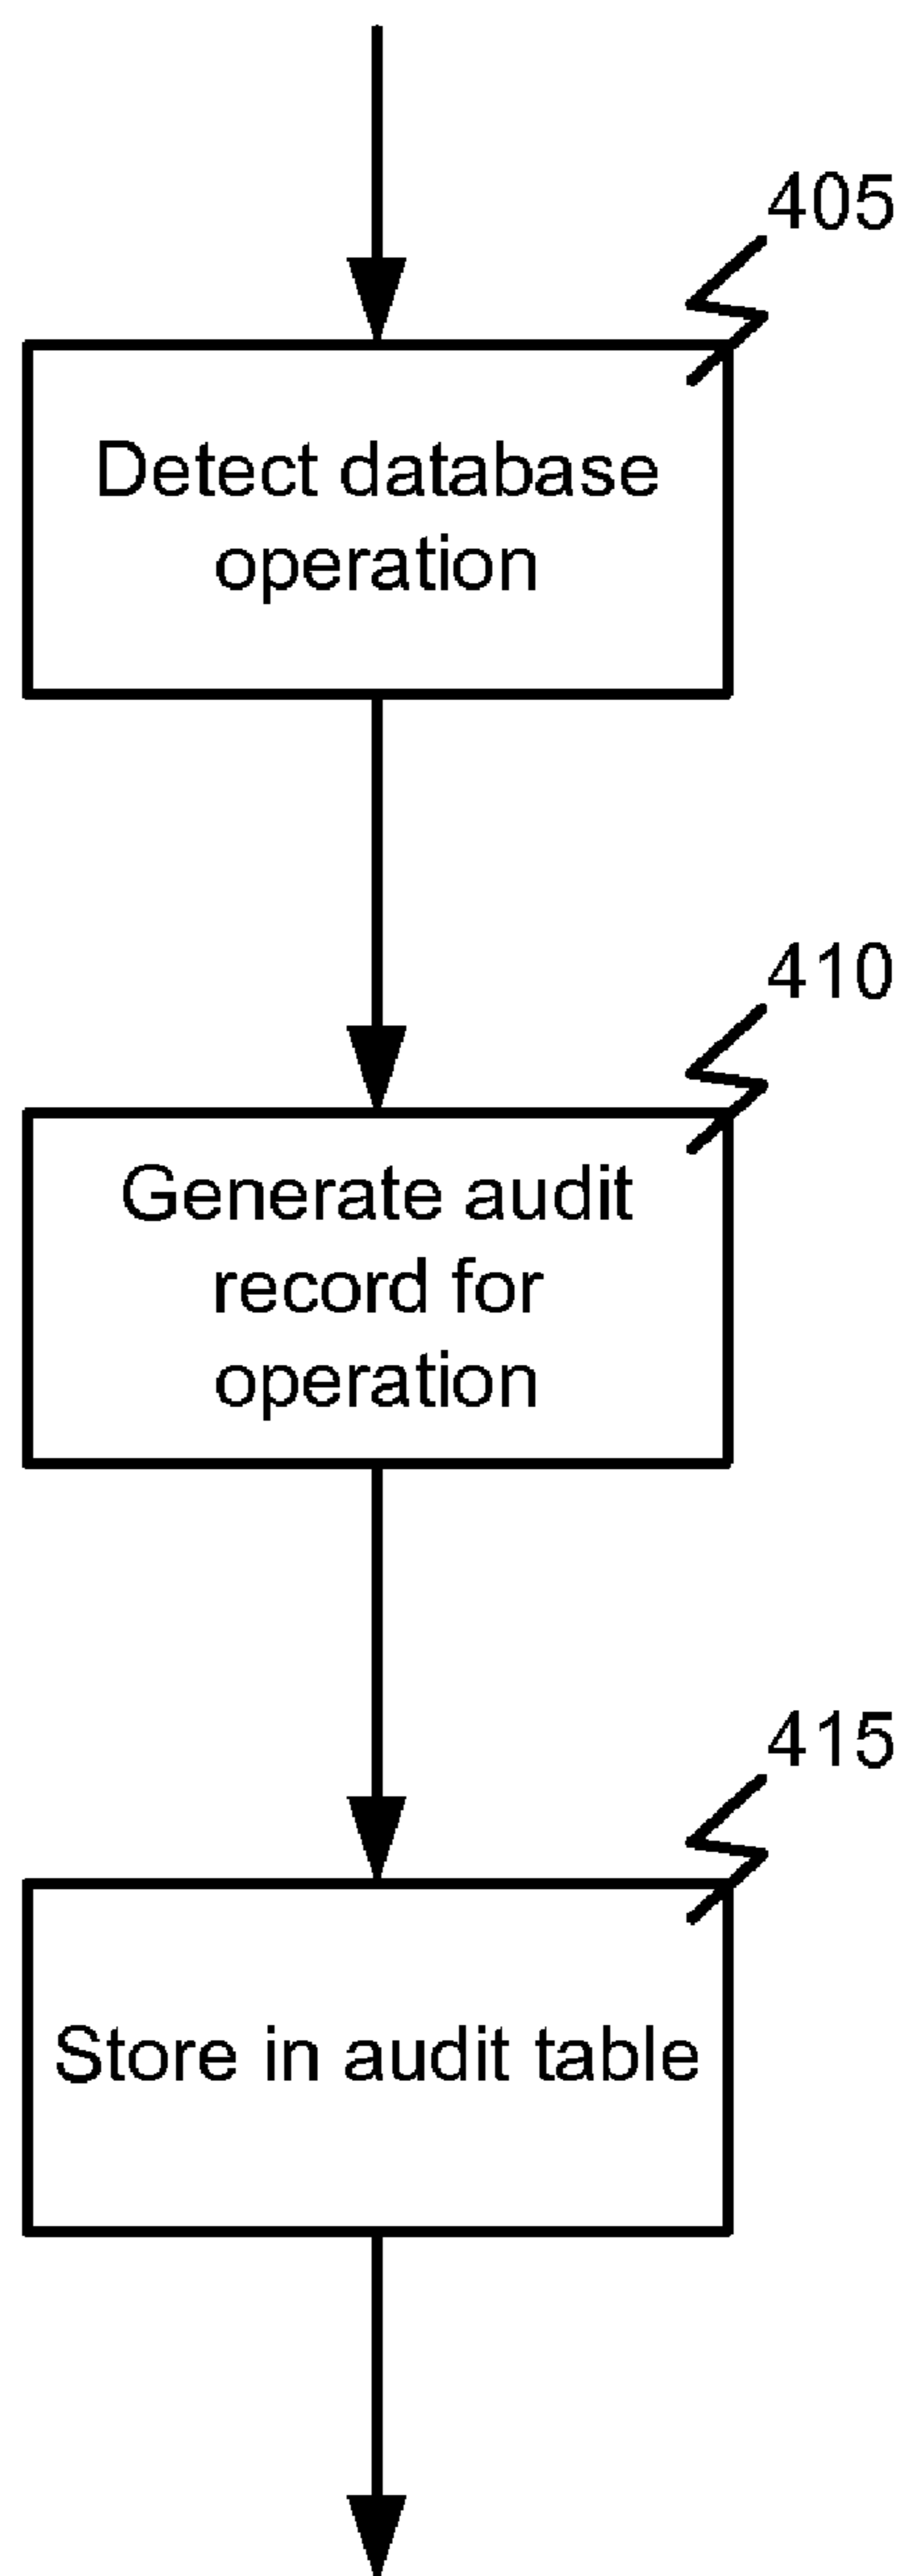 405
Detect database
operation
410
Generate audit
record for
operation
415
Store in audit table